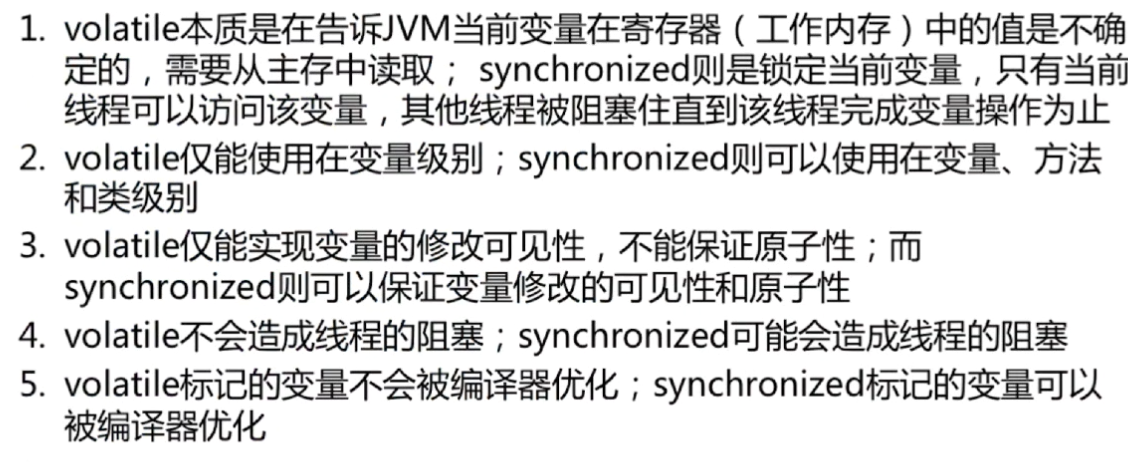 1. volatile本质是在告诉JVM当前变量在寄存器（工作内存）中的值是不确
定的，需要从主存中读取； synchronized则是锁定当前变量，只有当前
线程可以访问该变量，其他线程被阻塞住直到该线程完成变量操作为止
2. volatile仅能使用在变量级别；synchronized则可以使用在变量、方法
和类级别
3. volatile仅能实现变量的修改可见性，不能保证原子性；而
synchronized则可以保证变量修改的可见性和原子性
4. volatile不会造成线程的阻塞；synchronized可能会造成线程的阻塞
5. volatile标记的变量不会被编译器优化；synchronized标记的变量可以
被编译器优化